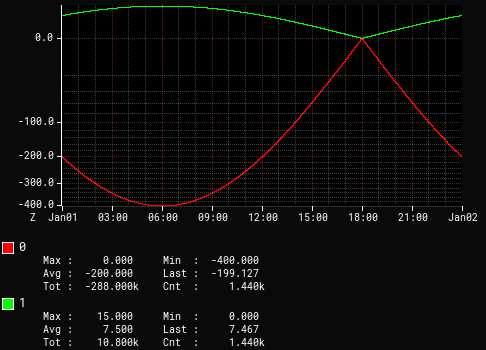 0.0
-100.0
-200.0
-300.0
-400.0
Z Jan01 03:00 06:00 09:00 12:00 15:00 18:00 21:00 Jan02
0
Max : 0.000 Min : -400.000
Avg : -200.000 Last : -199.127
Tot : -288.000k Cnt : 1.440k
1
Max : 15.000 Min : 0.000
Avg : 7.500 Last : 7.467
Tot : 10.800k Cnt : 1.440k